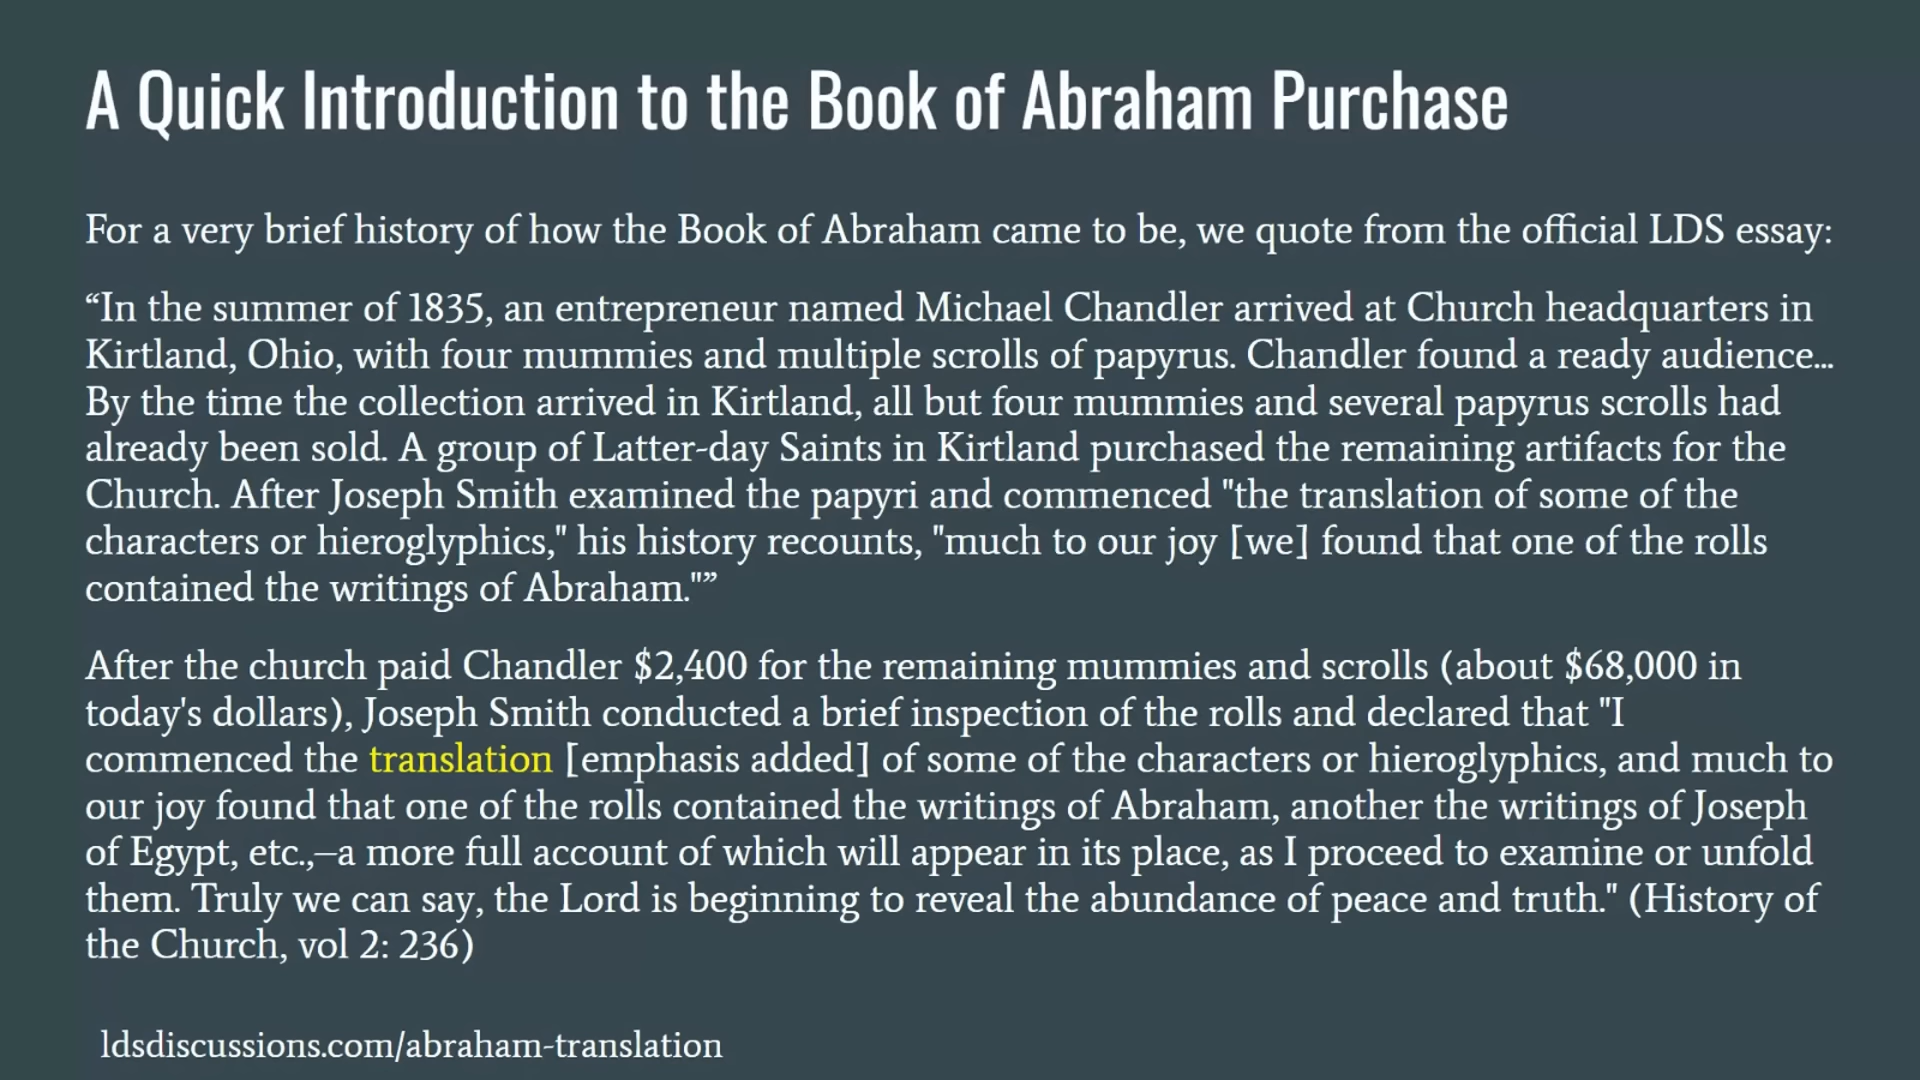 A Quick Introduction to the Book of Abraham Purchase
For a very brief history of how the Book of Abraham came to be, we quote from the official LDS essay:
“In the summer of 1835, an entrepreneur named Michael Chandler arrived at Church headquarters in
Kirtland, Ohio, with four mummies and multiple scrolls of papyrus. Chandler found a ready audience...
By the time the collection arrived in Kirtland, all but four mummies and several papyrus scrolls had
already been sold. A group of Latter-day Saints in Kirtland purchased the remaining artifacts for the
Church. After Joseph Smith examined the papyri and commenced "the translation of some of the
characters or hieroglyphics," his history recounts, "much to our joy [we] found that one of the rolls
contained the writings of Abraham."”
After the church paid Chandler $2,400 for the remaining mummies and scrolls (about $68,000 in
today's dollars), Joseph Smith conducted a brief inspection of the rolls and declared that "I
commenced the translation [emphasis added] of some of the characters or hieroglyphics, and much to
our joy found that one of the rolls contained the writings of Abraham, another the writings of Joseph
of Egypt, etc.,—a more full account of which will appear in its place, as I proceed to examine or unfold
them. Truly we can say, the Lord is beginning to reveal the abundance of peace and truth." (History of
the Church, vol 2: 236)
ldsdiscussions.com/abraham-translation